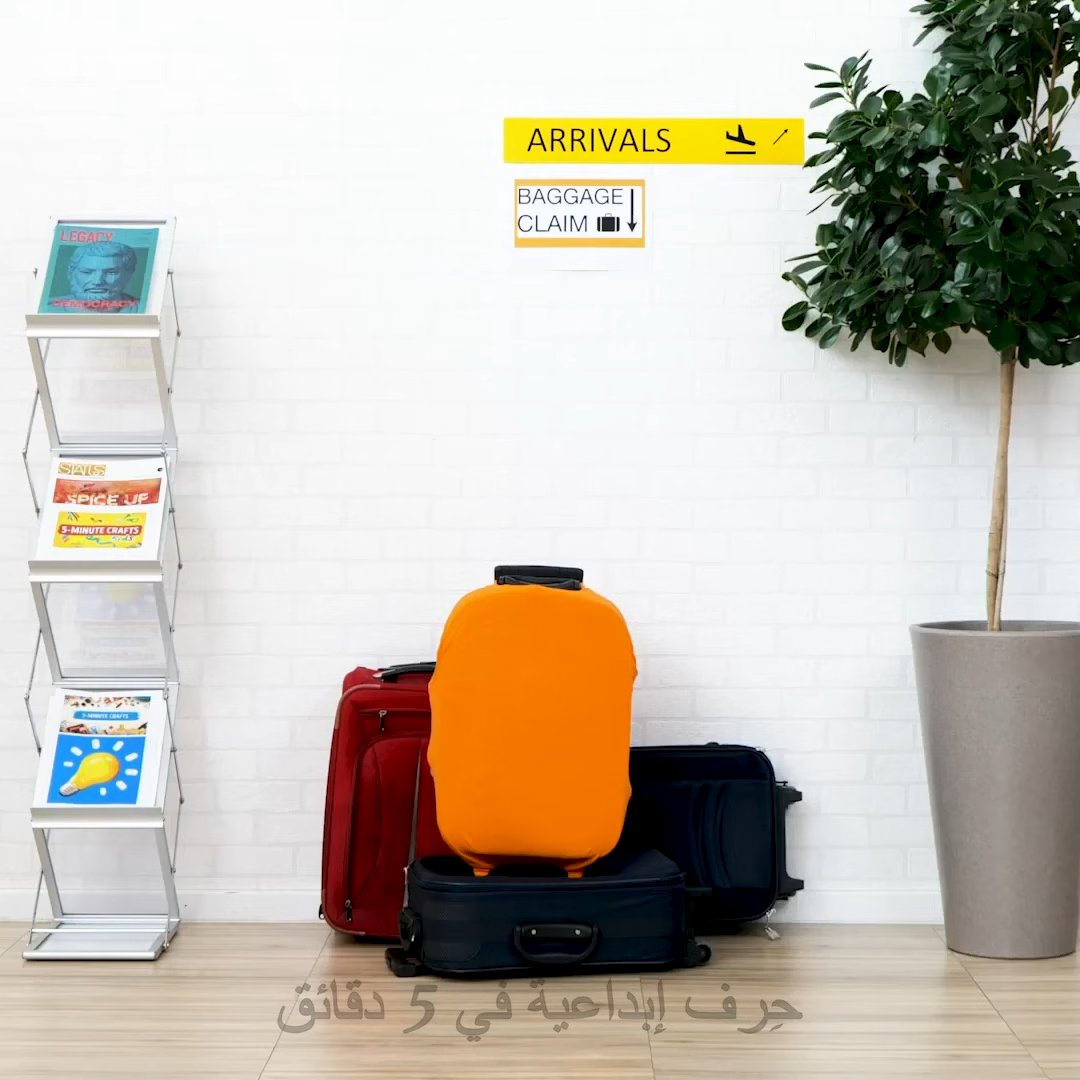 ARRIVALS
BAGGAGE
CLAIM
LEGACY
DEMOCRACY
SPICE UP
5-MINUTE CRAFTS
5-MINUTE CRAFTS
حِرف إبداعية في 5 دقائق